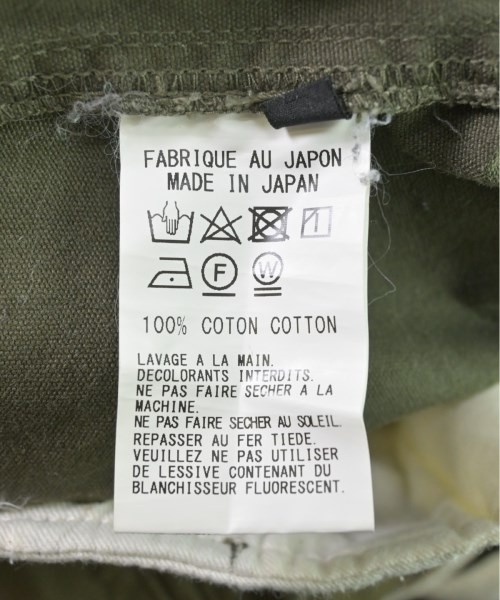 FABRIQUE AU JAPON
MADE IN JAPAN
F W
100% COTON COTTON
LAVAGE A LA MAIN.
DECOLORANTS INTERDITS.
NE PAS FAIRE SECHER A LA
MACHINE.
NE PAS FAIRE SECHER AU SOLEIL.
REPASSER AU FER TIEDE.
VEUILLEZ NE PAS UTILISER
DE LESSIVE CONTENANT DU
BLANCHISSEUR FLUORESCENT.